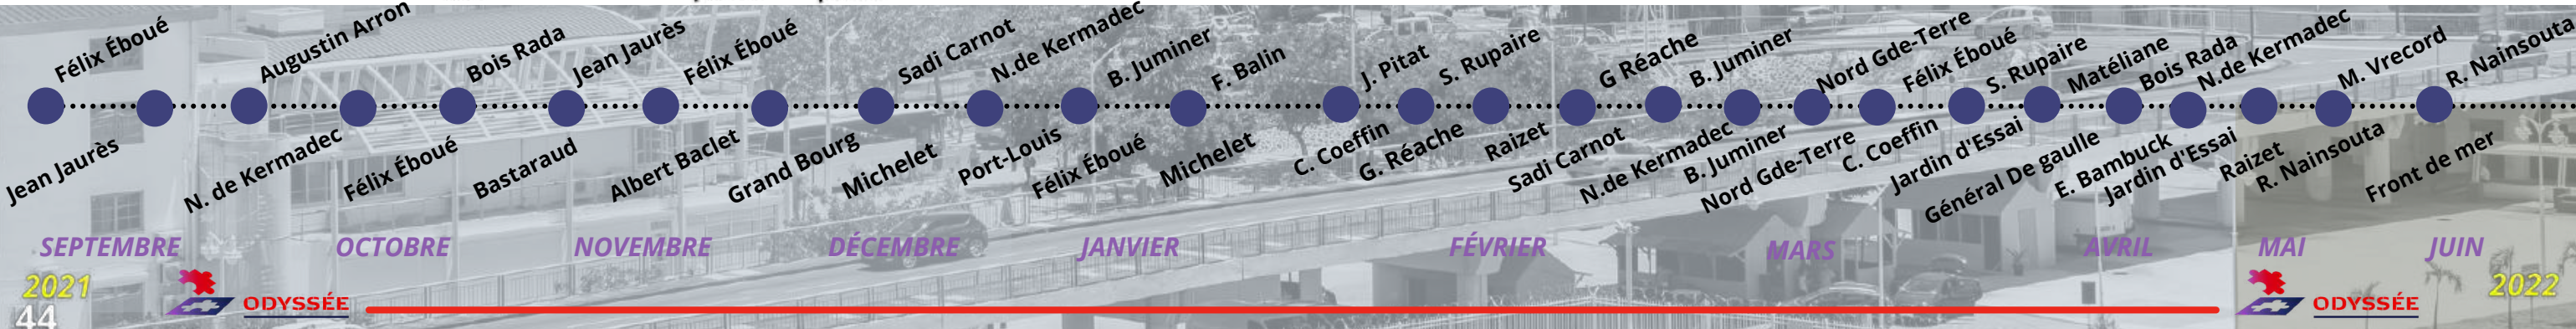 Félix Éboué
Augustin Arron
Bois Rada
Jean Jaurès
Félix Éboué
Sadi Carnot
N.de Kermadec
B. Juminer
F. Balin
J. Pitat
S. Rupaire
G Réache
B. Juminer
Nord Gde-Terre
Félix Éboué
S. Rupaire
Matéliane
Bois Rada
N.de Kermadec
M. Vrecord
R. Nainsouta
Jean Jaurès
N. de Kermadec
Félix Éboué
Bastaraud
Albert Baclet
Grand Bourg
Michelet
Port-Louis
Félix Éboué
Michelet
C. Coeffin
G. Réache
Raizet
Sadi Carnot
N.de Kermadec
B. Juminer
Nord Gde-Terre
C. Coeffin
Jardin d'Essai
Général De gaulle
E. Bambuck
Jardin d'Essai
Raizet
R. Nainsouta
Front de mer
SEPTEMBRE
OCTOBRE
NOVEMBRE
DÉCEMBRE
JANVIER
FÉVRIER
MARS
AVRIL
MAI
JUIN
2021
2022
ODYSSÉE
ODYSSÉE
44